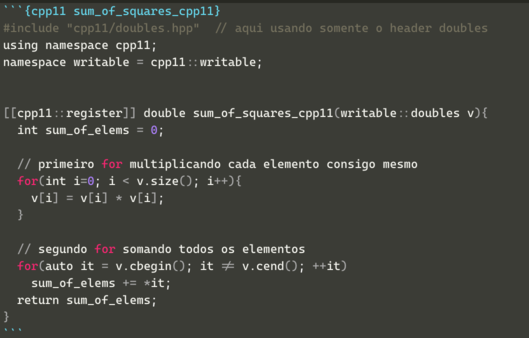 ```{cpp11 sum_of_squares_cpp11}
#include "cpp11/doubles.hpp"  // aqui usando somente o header doubles
using namespace cpp11;
namespace writable = cpp11::writable;
[[cpp11::register]] double sum_of_squares_cpp11(writable::doubles v){
  int sum_of_elems = 0;
  // primeiro for multiplicando cada elemento consigo mesmo
  for(int i=0; i < v.size(); i++){
    v[i] = v[i] * v[i];
  }
  // segundo for somando todos os elementos
  for(auto it = v.cbegin(); it ≠ v.cend(); ++it)
    sum_of_elems += *it;
  return sum_of_elems;
}
```